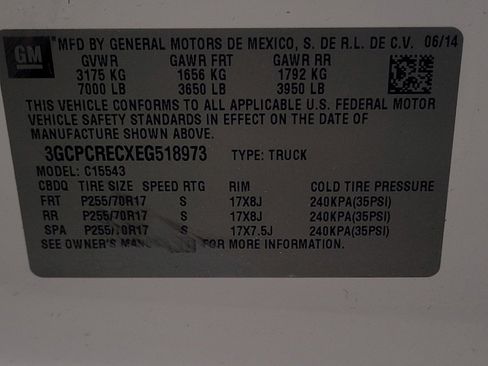 GM *MFD BY GENERAL MOTORS DE MEXICO, S. DE R.L. DE C.V. 06/14
GVWR GAWR FRT GAWR RR
3175 KG 1656 KG 1792 KG
7000 LB 3650 LB 3950 LB
THIS VEHICLE CONFORMS TO ALL APPLICABLE U.S. FEDERAL MOTOR
VEHICLE SAFETY STANDARDS IN EFFECT ON THE DATE OF
MANUFACTURE SHOWN ABOVE.
3GCPCRECXEG518973 TYPE: TRUCK
MODEL: C15543
CBDQ TIRE SIZE SPEED RTG RIM COLD TIRE PRESSURE
FRT P255/70R17 S 17X8J 240KPA(35PSI)
RR P255/70R17 S 17X8J 240KPA(35PSI)
SPA P255/70R17 S 17X7.5J 240KPA(35PSI)
SEE OWNER'S FOR MORE INFORMATION.